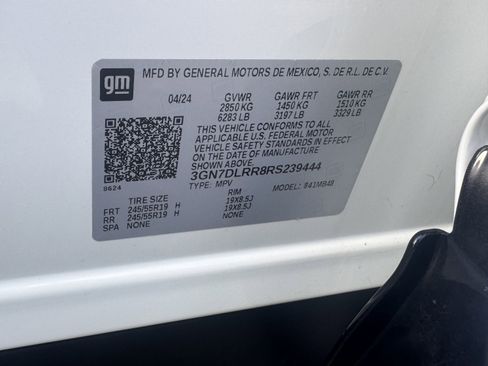 gm
MFD BY GENERAL MOTORS DE MEXICO, S. DE R.L. DE C.V.
04/24 GVWR GAWR FRT GAWR RR
2850 KG 1450 KG 1510 KG
6283 LB 3197 LB 3329 LB
THIS VEHICLE CONFORMS TO ALL
APPLICABLE U.S. FEDERAL MOTOR
VEHICLE SAFETY STANDARDS IN EFFECT
ON THE DATE OF MANUFACTURE
SHOWN ABOVE.
3GN7DLRR8RS239444
8624 TYPE: MPV MODEL: 841MB48
TIRE SIZE RIM
FRT 245/55R19 H 19X8.5J
RR 245/55R19 H 19X8.5J
SPA NONE NONE